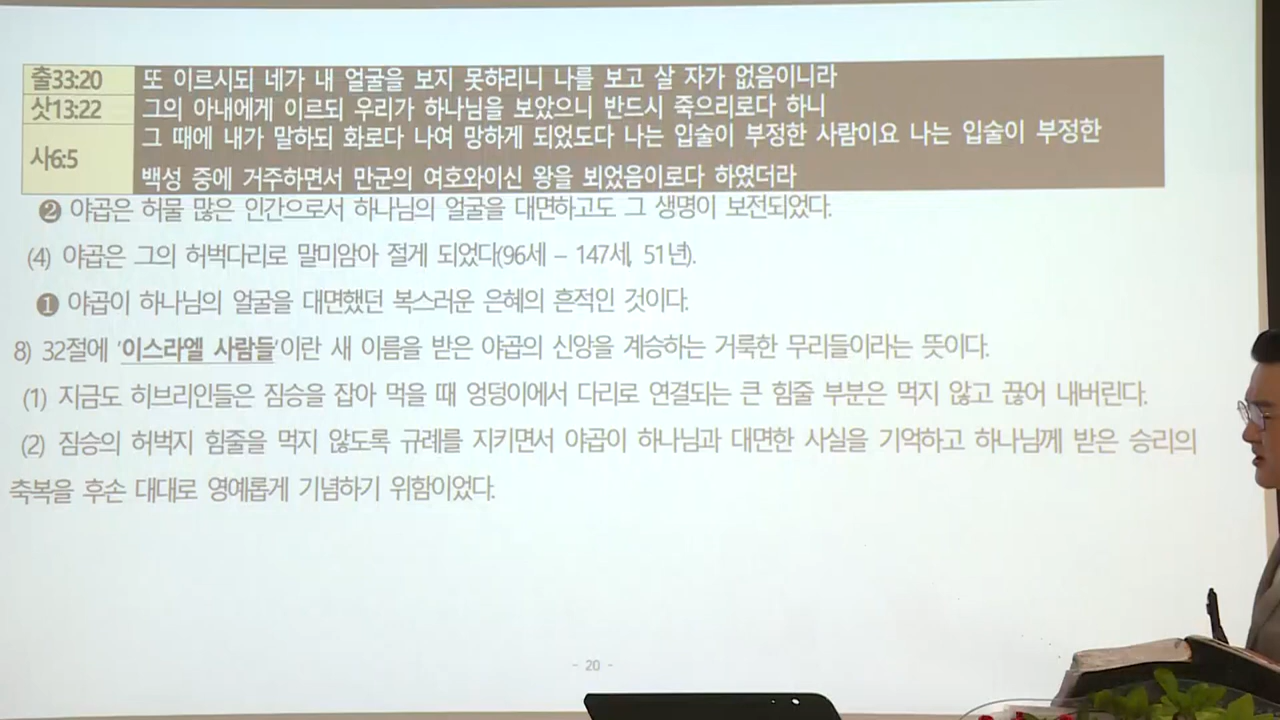 출33:20 또 이르시되 네가 내 얼굴을 보지 못하리니 나를 보고 살 자가 없음이니라
삿13:22 그의 아내에게 이르되 우리가 하나님을 보았으니 반드시 죽으리로다 하니
사6:5 그 때에 내가 말하되 화로다 나여 망하게 되었도다 나는 입술이 부정한 사람이요 나는 입술이 부정한
백성 중에 거주하면서 만군의 여호와이신 왕을 뵈었음이로다 하였더라
❷ 야곱은 허물 많은 인간으로서 하나님의 얼굴을 대면하고도 그 생명이 보전되었다.
(4) 야곱은 그의 허벅다리로 말미암아 절게 되었다(96세 – 147세, 51년).
❶ 야곱이 하나님의 얼굴을 대면했던 복스러운 은혜의 흔적인 것이다.
8) 32절에 '이스라엘 사람들'이란 새 이름을 받은 야곱의 신앙을 계승하는 거룩한 무리들이라는 뜻이다.
(1) 지금도 히브리인들은 짐승을 잡아 먹을 때 엉덩이에서 다리로 연결되는 큰 힘줄 부분은 먹지 않고 끊어 내버린다.
(2) 짐승의 허벅지 힘줄을 먹지 않도록 규례를 지키면서 야곱이 하나님과 대면한 사실을 기억하고 하나님께 받은 승리의
축복을 후손 대대로 영예롭게 기념하기 위함이었다.
- 20 -